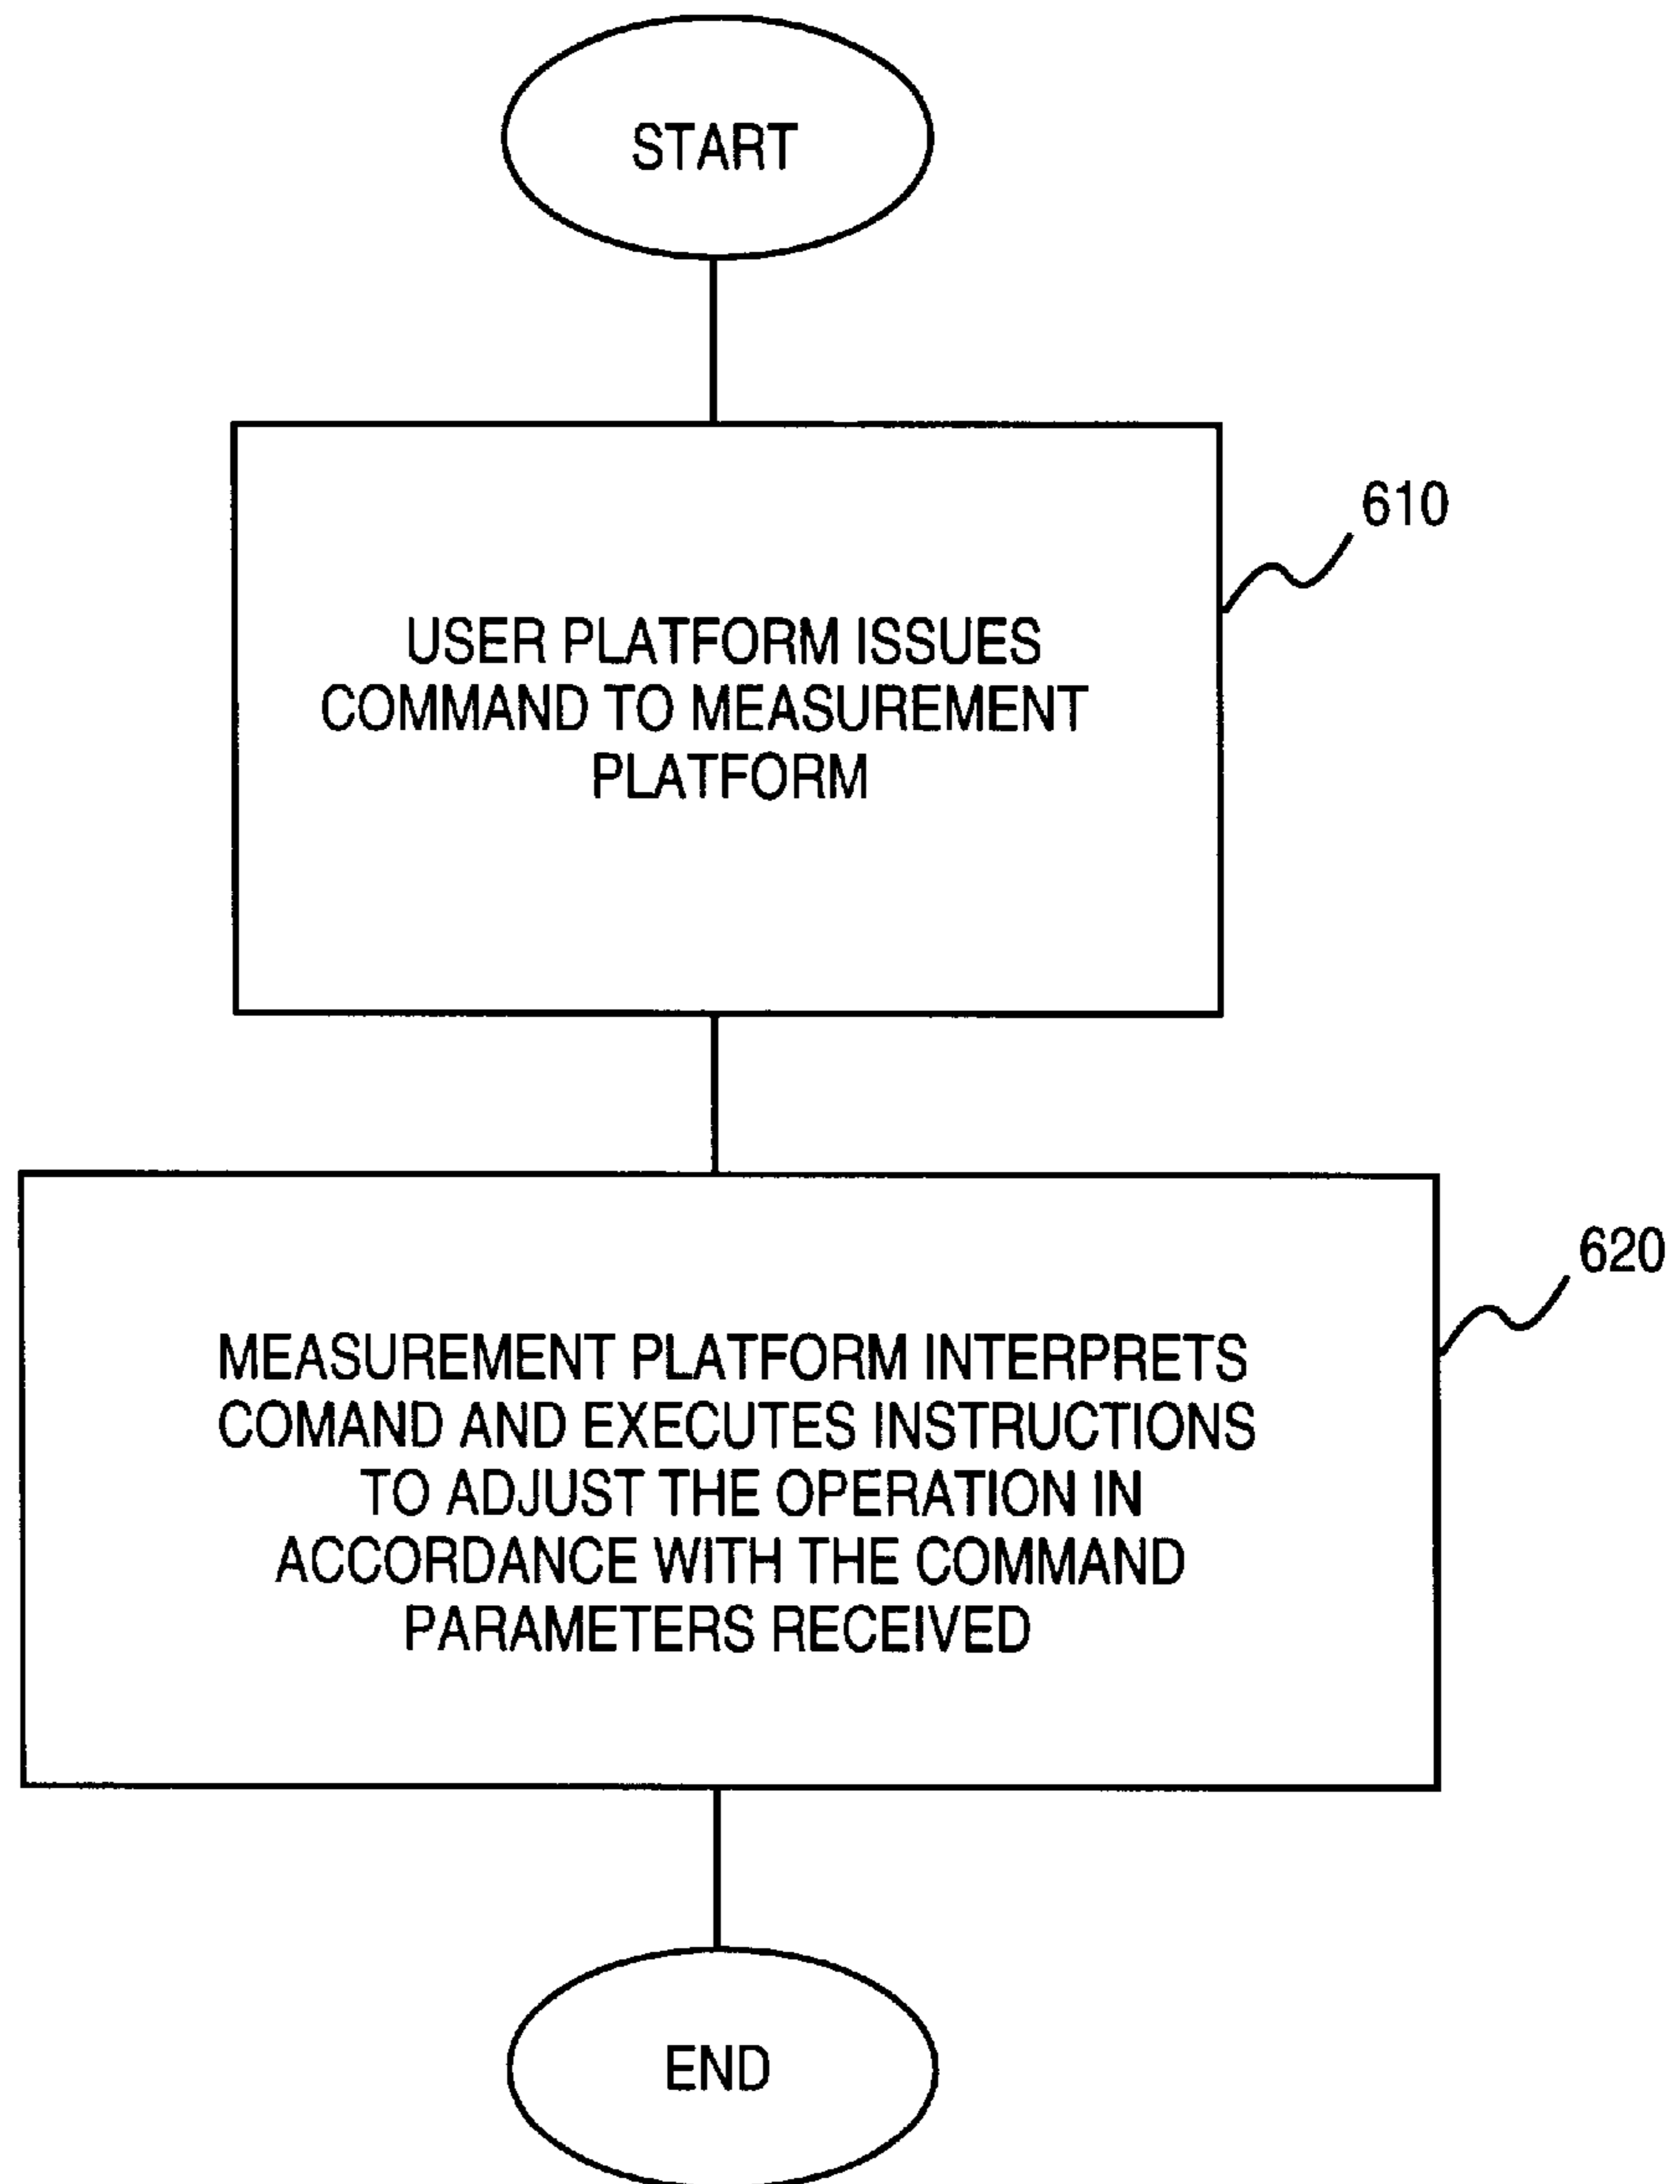 START
610
USER PLATFORM ISSUES
COMMAND TO MEASUREMENT
PLATFORM
620
MEASUREMENT PLATFORM INTERPRETS
COMAND AND EXECUTES INSTRUCTIONS
TO ADJUST THE OPERATION IN
ACCORDANCE WITH THE COMMAND
PARAMETERS RECEIVED
END